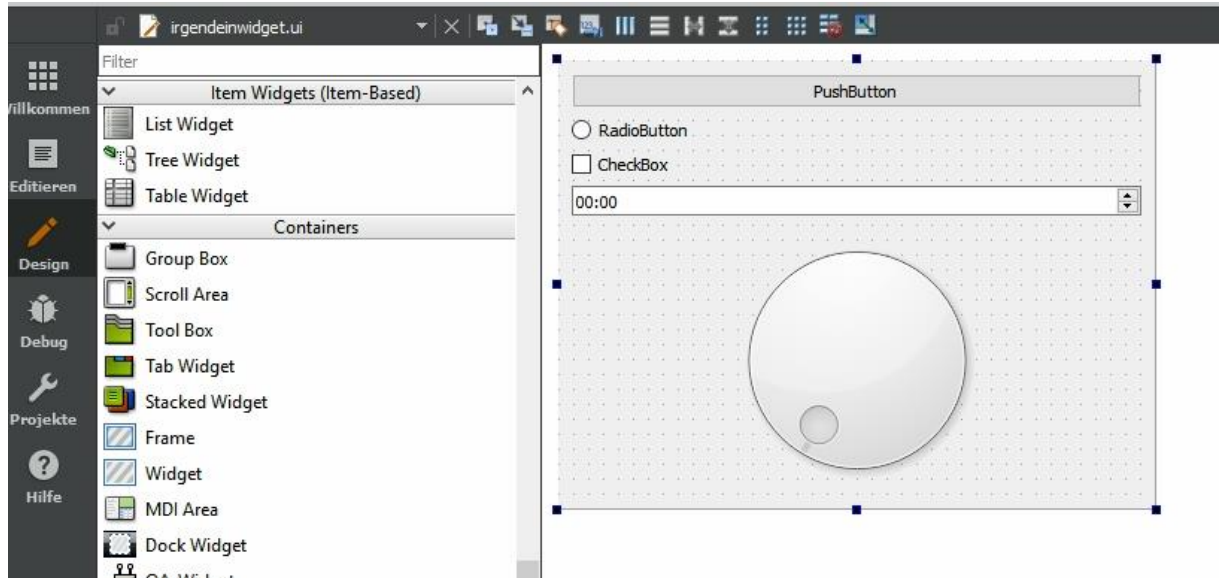 irgendeinwidget.ui
Filter
illkommen
Editieren
Design
Debug
Projekte
Hilfe
Item Widgets (Item-Based)
List Widget
Tree Widget
Table Widget
Containers
Group Box
Scroll Area
Tool Box
Tab Widget
Stacked Widget
Frame
Widget
MDI Area
Dock Widget
PushButton
RadioButton
CheckBox
00:00